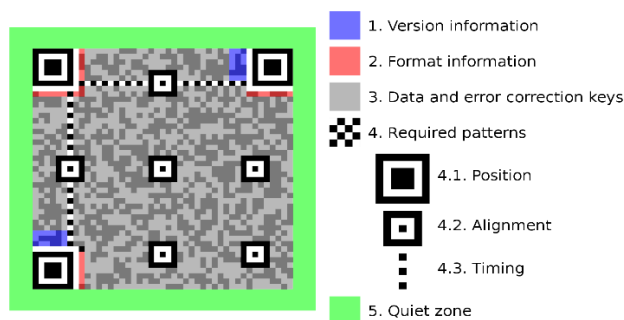 1. Version information
2. Format information
3. Data and error correction keys
4. Required patterns
4.1. Position
4.2. Alignment
4.3. Timing
5. Quiet zone